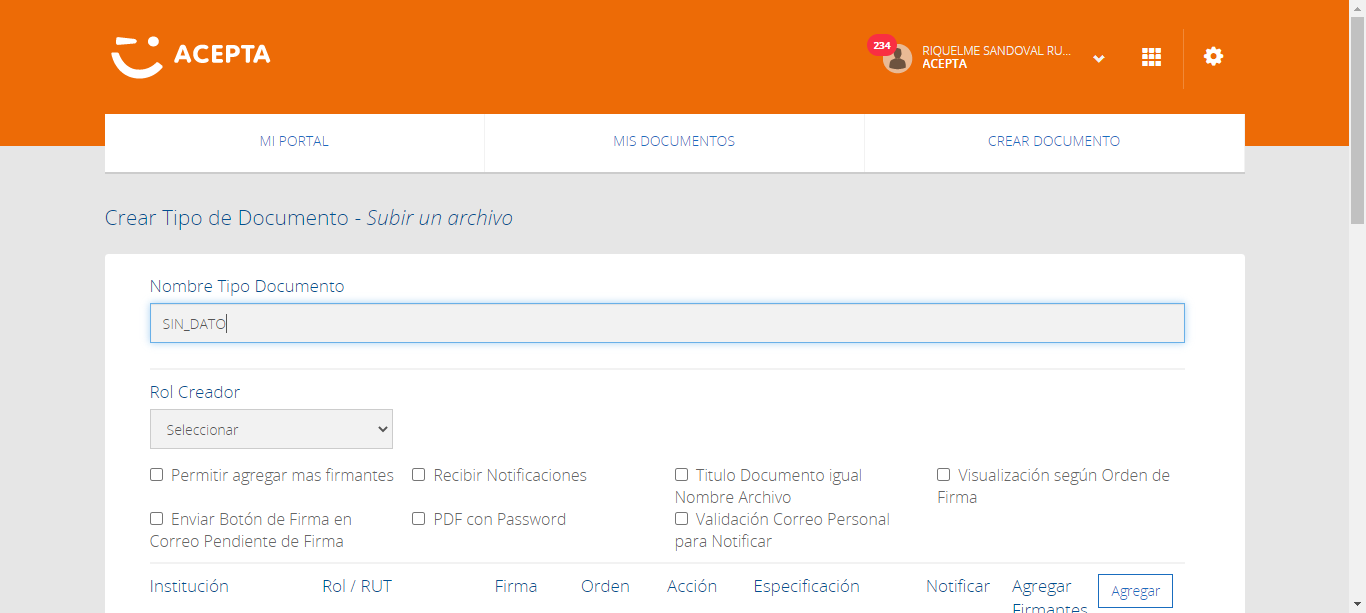 ACEPTA
234
RIQUELME SANDOVAL RU...
ACEPTA
MI PORTAL
MIS DOCUMENTOS
CREAR DOCUMENTO
Crear Tipo de Documento - Subir un archivo
Nombre Tipo Documento
SIN_DATO
Rol Creador
Seleccionar
Permitir agregar mas firmantes
Recibir Notificaciones
Titulo Documento igual
Nombre Archivo
Visualización según Orden de
Firma
Enviar Botón de Firma en
Correo Pendiente de Firma
PDF con Password
Validación Correo Personal
para Notificar
Institución
Rol / RUT
Firma
Orden
Acción
Especificación
Notificar
Agregar
Firmantes
Agregar